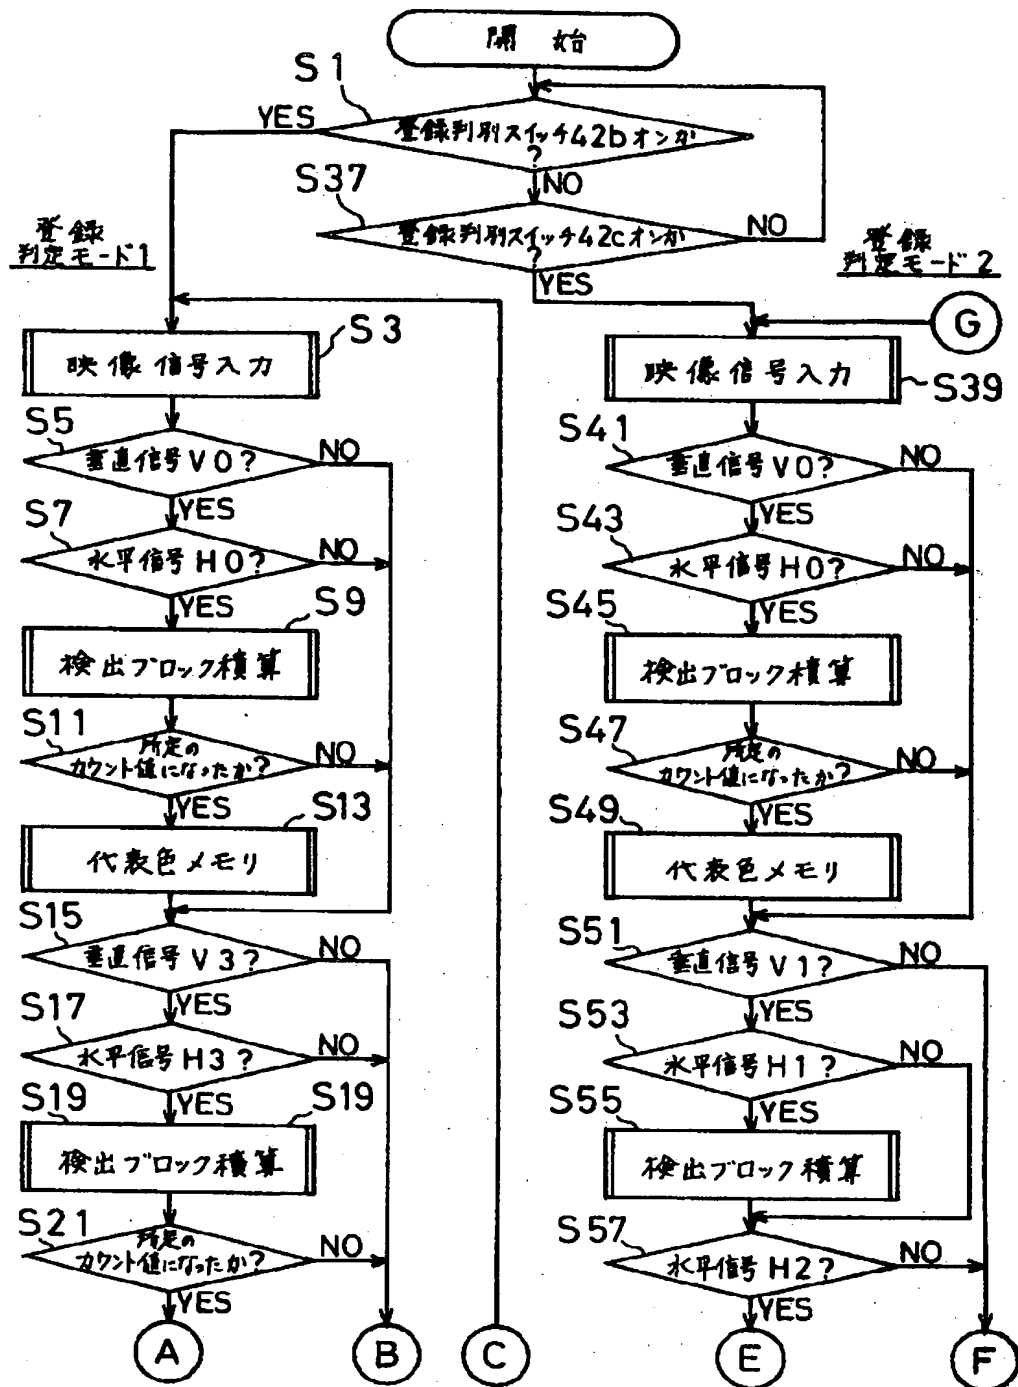 開始
S1
YES
登録判別スイッチ42bオンか
?
NO
S37
登録判別スイッチ42cオンか
?
NO
YES
登録
判定モード1
登録
判定モード2
G
映像信号入力
S3
S5
垂直信号V0?
NO
YES
S7
水平信号H0?
NO
YES
S9
検出ブロック積算
S11
所定の
カウント値になったか?
NO
YES
S13
代表色メモリ
S15
垂直信号V3?
NO
YES
S17
水平信号H3?
NO
YES
S19
S19
検出ブロック積算
S21
所定の
カウント値になったか?
NO
YES
A
B
C
映像信号入力
S39
S41
垂直信号V0?
NO
YES
S43
水平信号H0?
NO
YES
S45
検出ブロック積算
S47
所定の
カウント値になったか?
NO
YES
S49
代表色メモリ
S51
垂直信号V1?
NO
YES
S53
水平信号H1?
NO
YES
S55
検出ブロック積算
S57
水平信号H2?
NO
YES
E
F